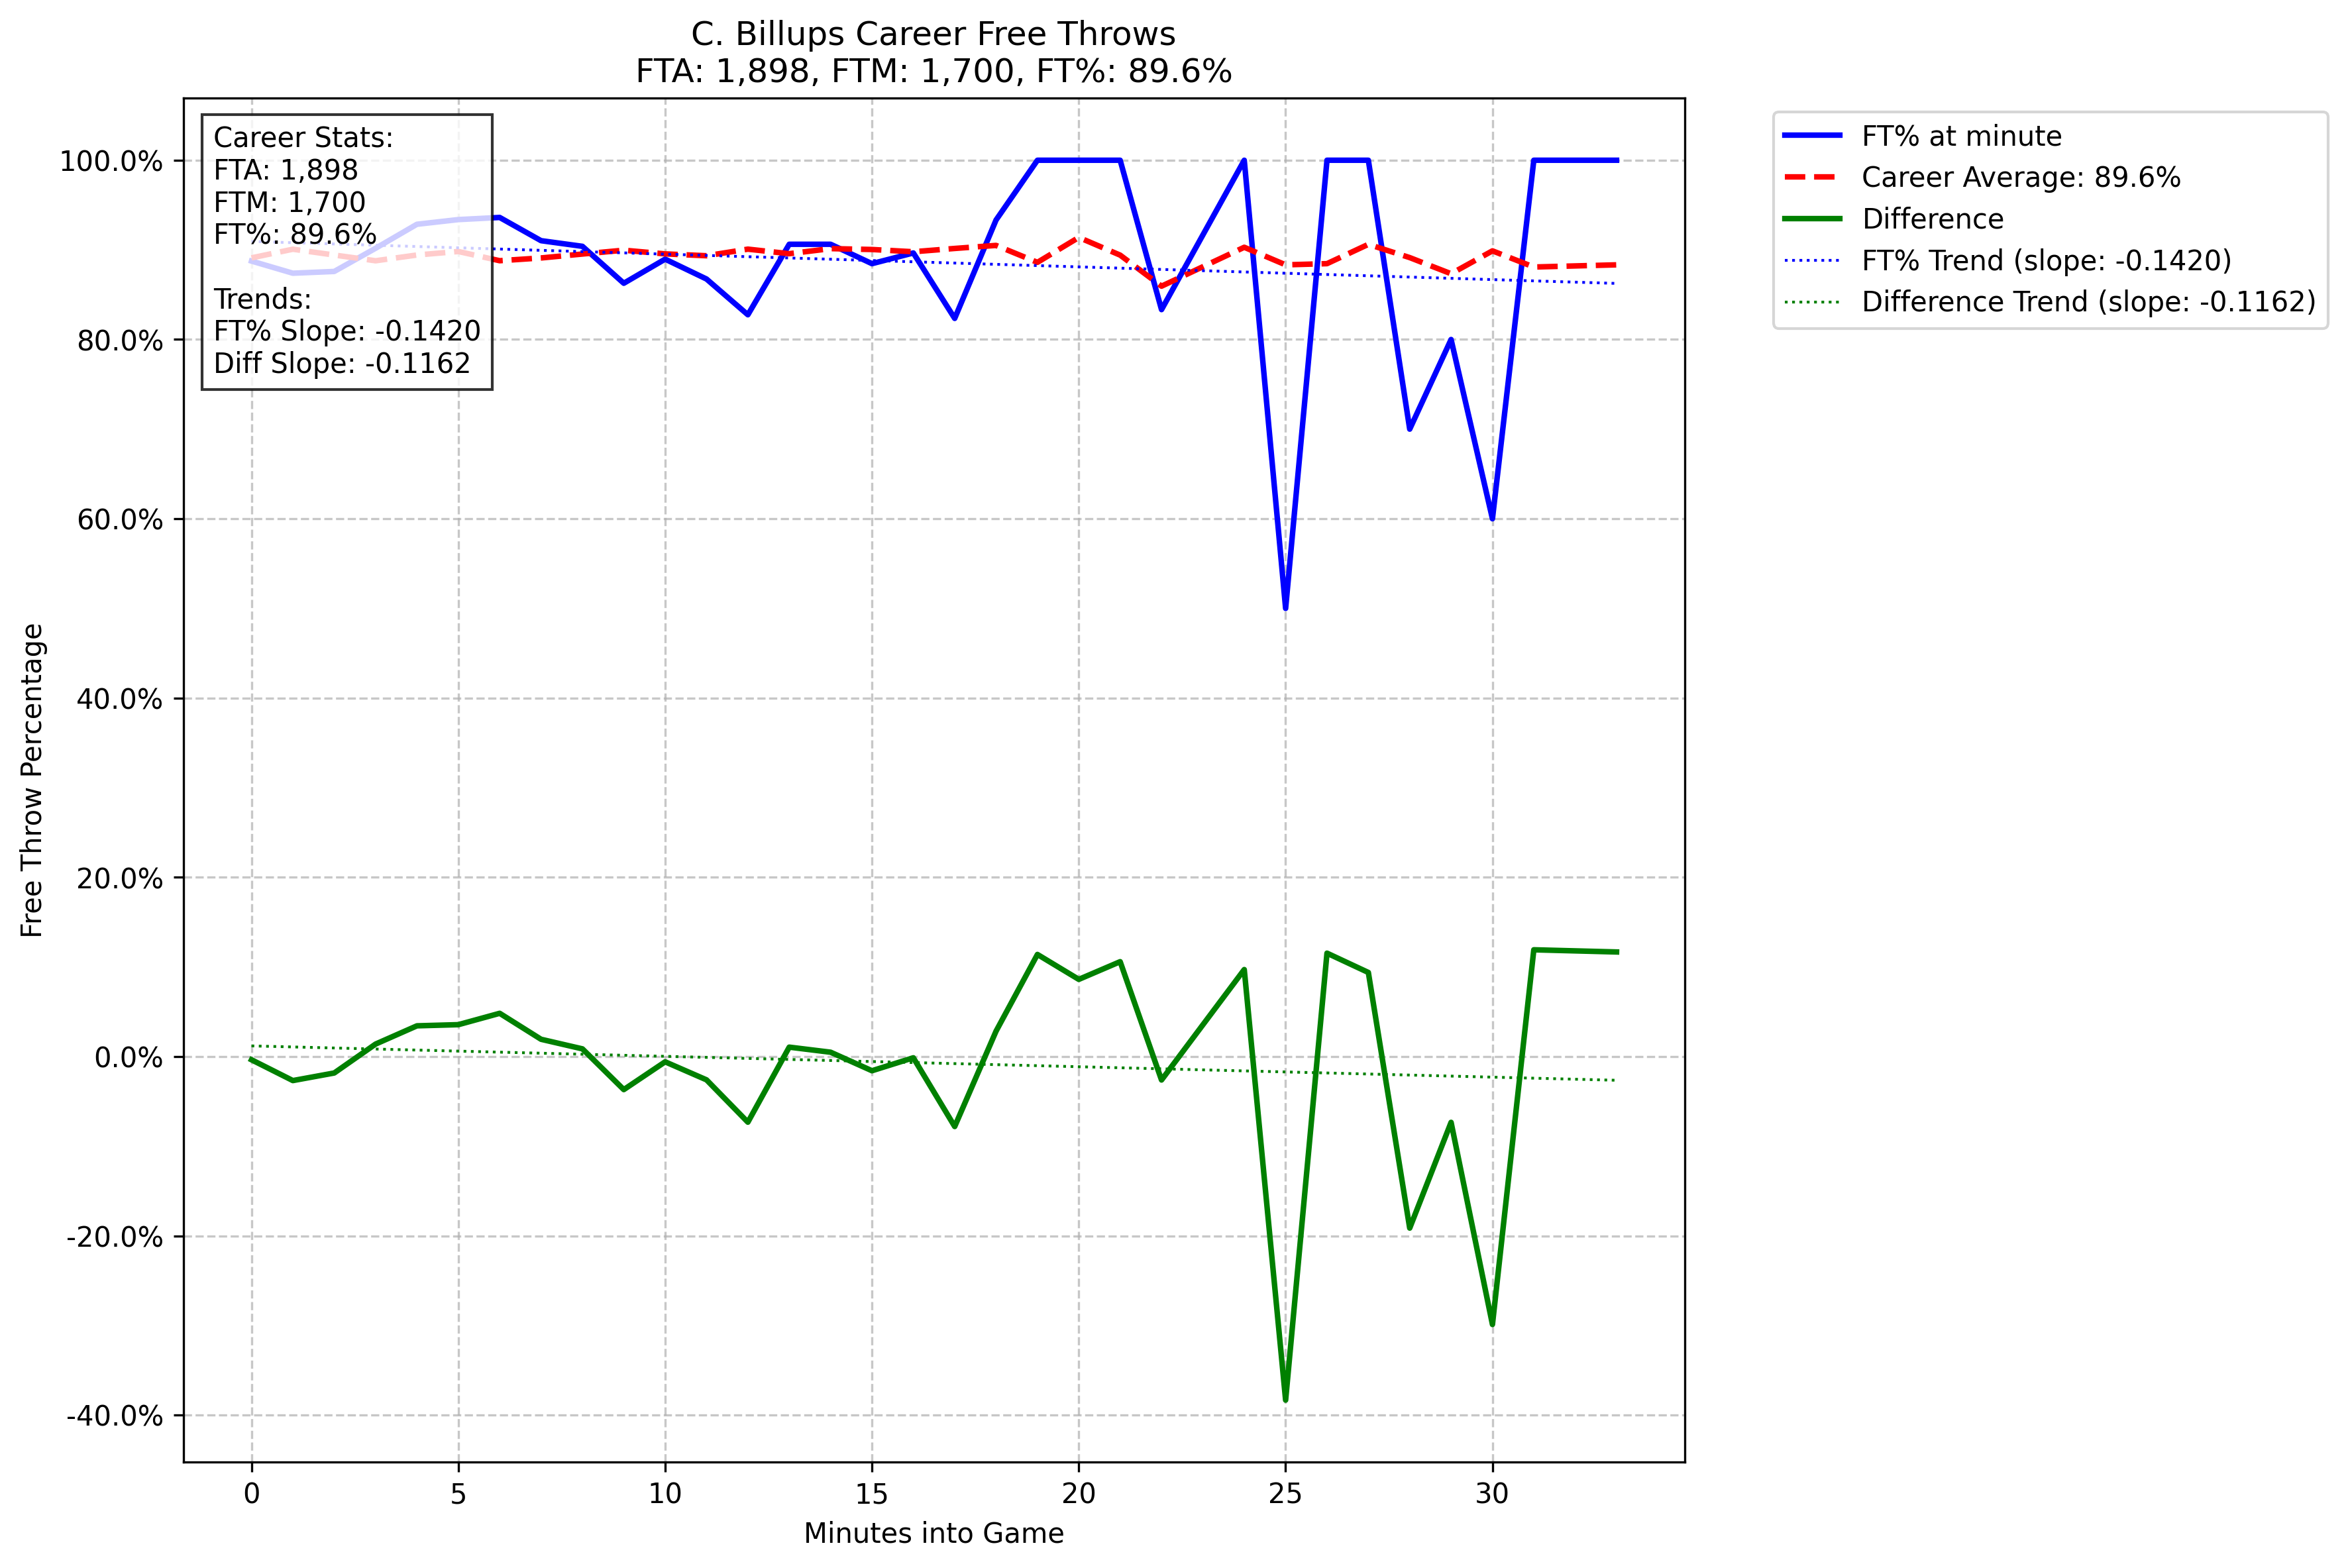 C. Billups Career Free Throws
FTA: 1,898, FTM: 1,700, FT%: 89.6%
Career Stats:
FTA: 1,898
FTM: 1,700
FT%: 89.6%
Trends:
FT% Slope: -0.1420
Diff Slope: -0.1162
FT% at minute
Career Average: 89.6%
Difference
FT% Trend (slope: -0.1420)
Difference Trend (slope: -0.1162)
Free Throw Percentage
100.0%
80.0%
60.0%
40.0%
20.0%
0.0%
-20.0%
-40.0%
0 5 10 15 20 25 30
Minutes into Game